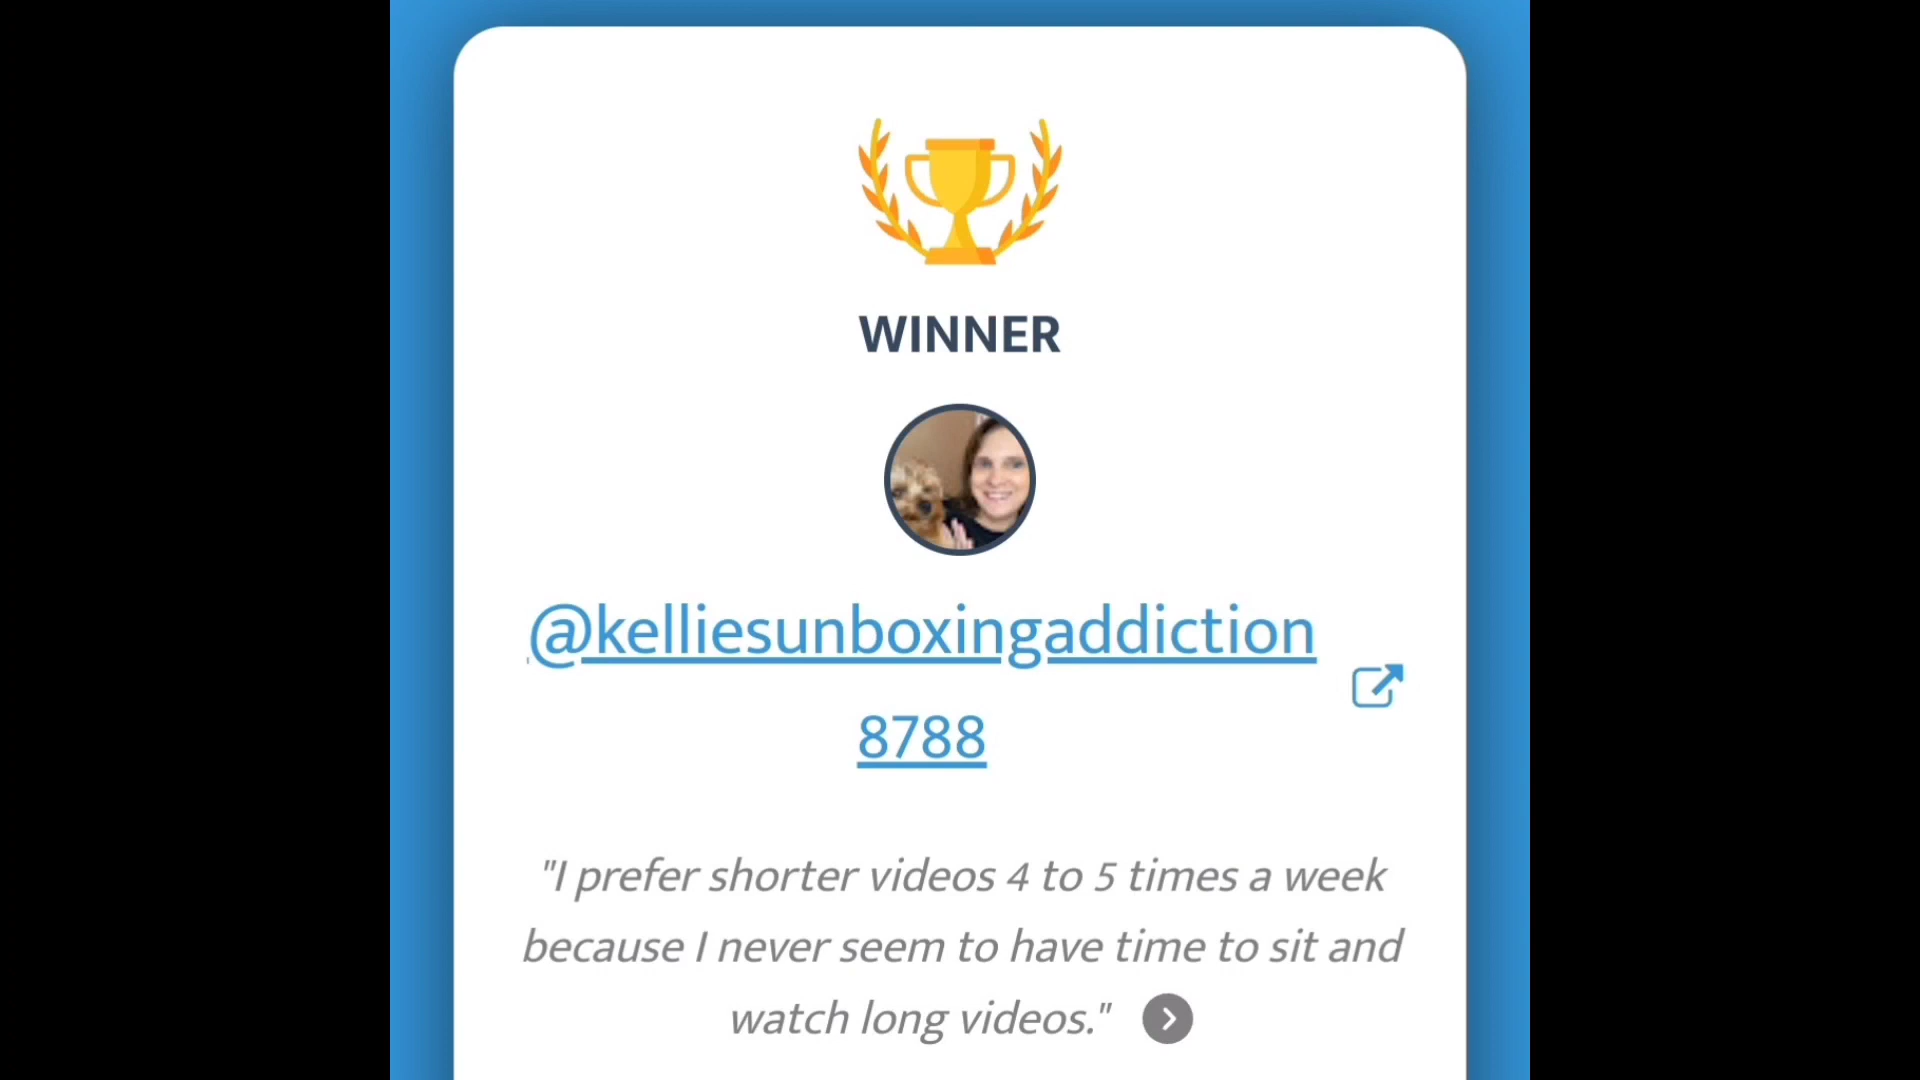 WINNER
@kelliesunboxingaddiction
8788
"I prefer shorter videos 4 to 5 times a week
because I never seem to have time to sit and
watch long videos."